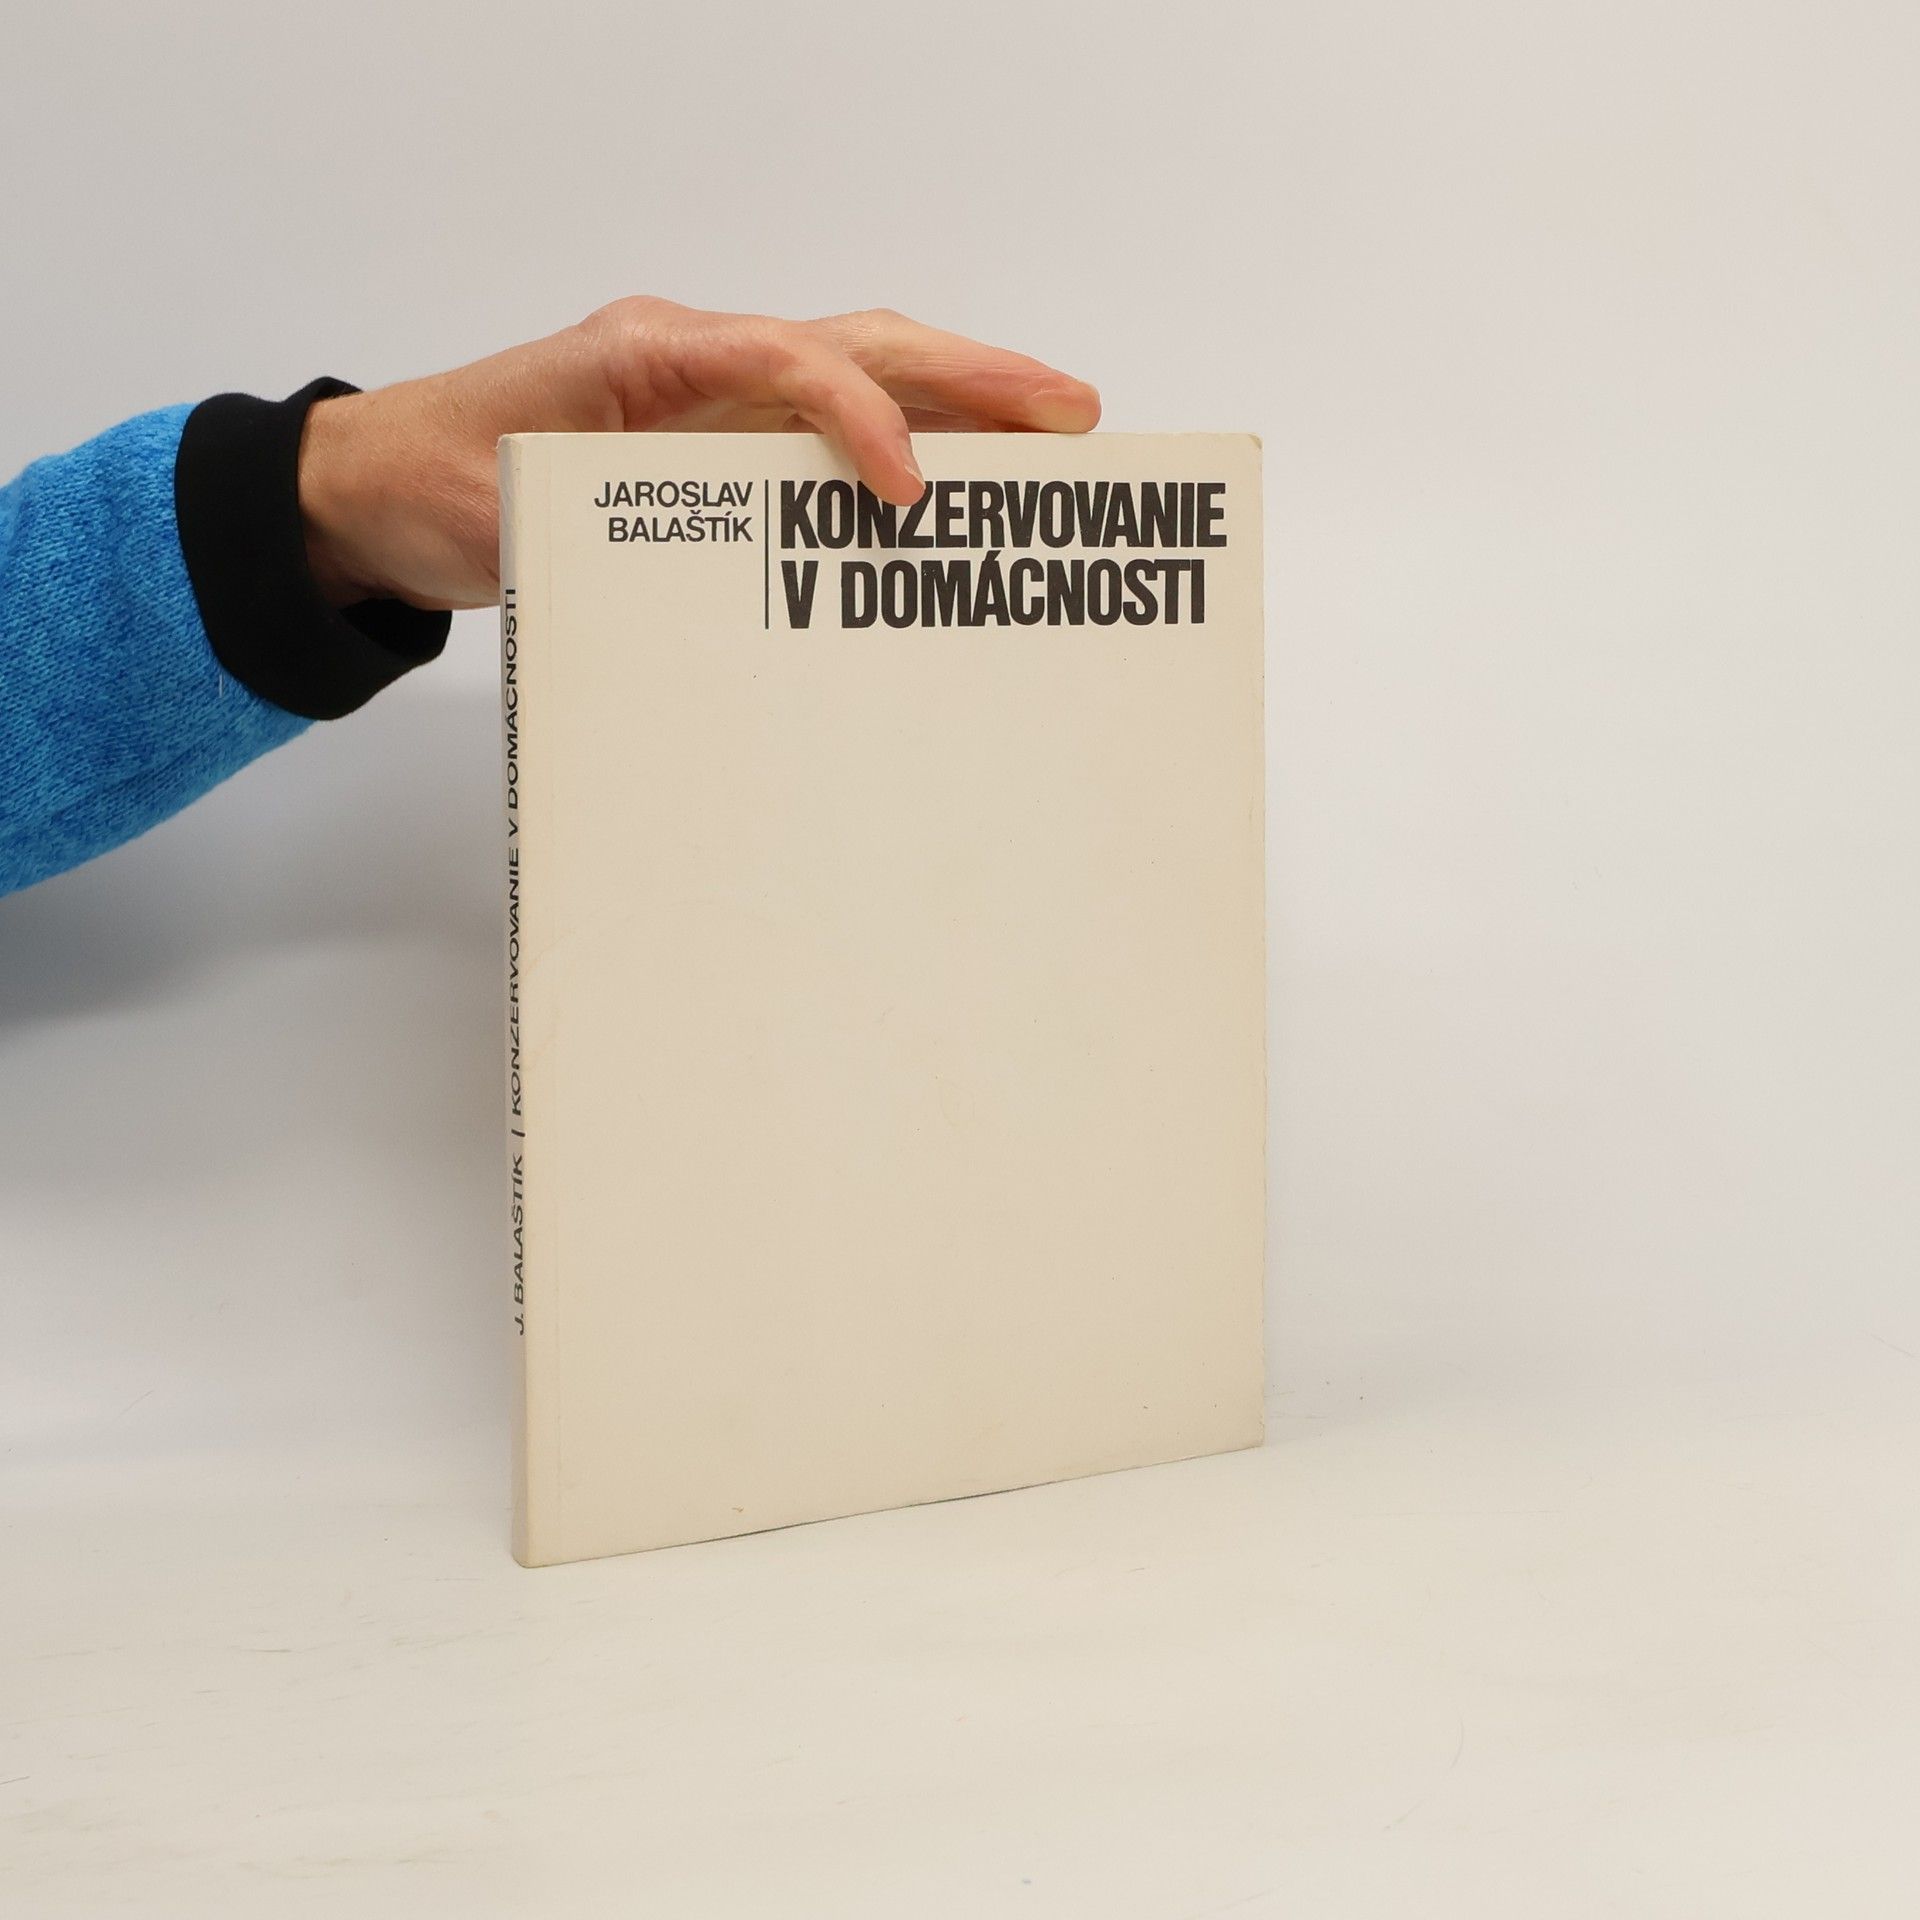 JAROSLAV
BALAŠTÍK
KONZERVOVANIE
V DOMÁCNOSTI
J. BALAŠTÍK | KONZERVOVANIE V DOMÁCNOSTI